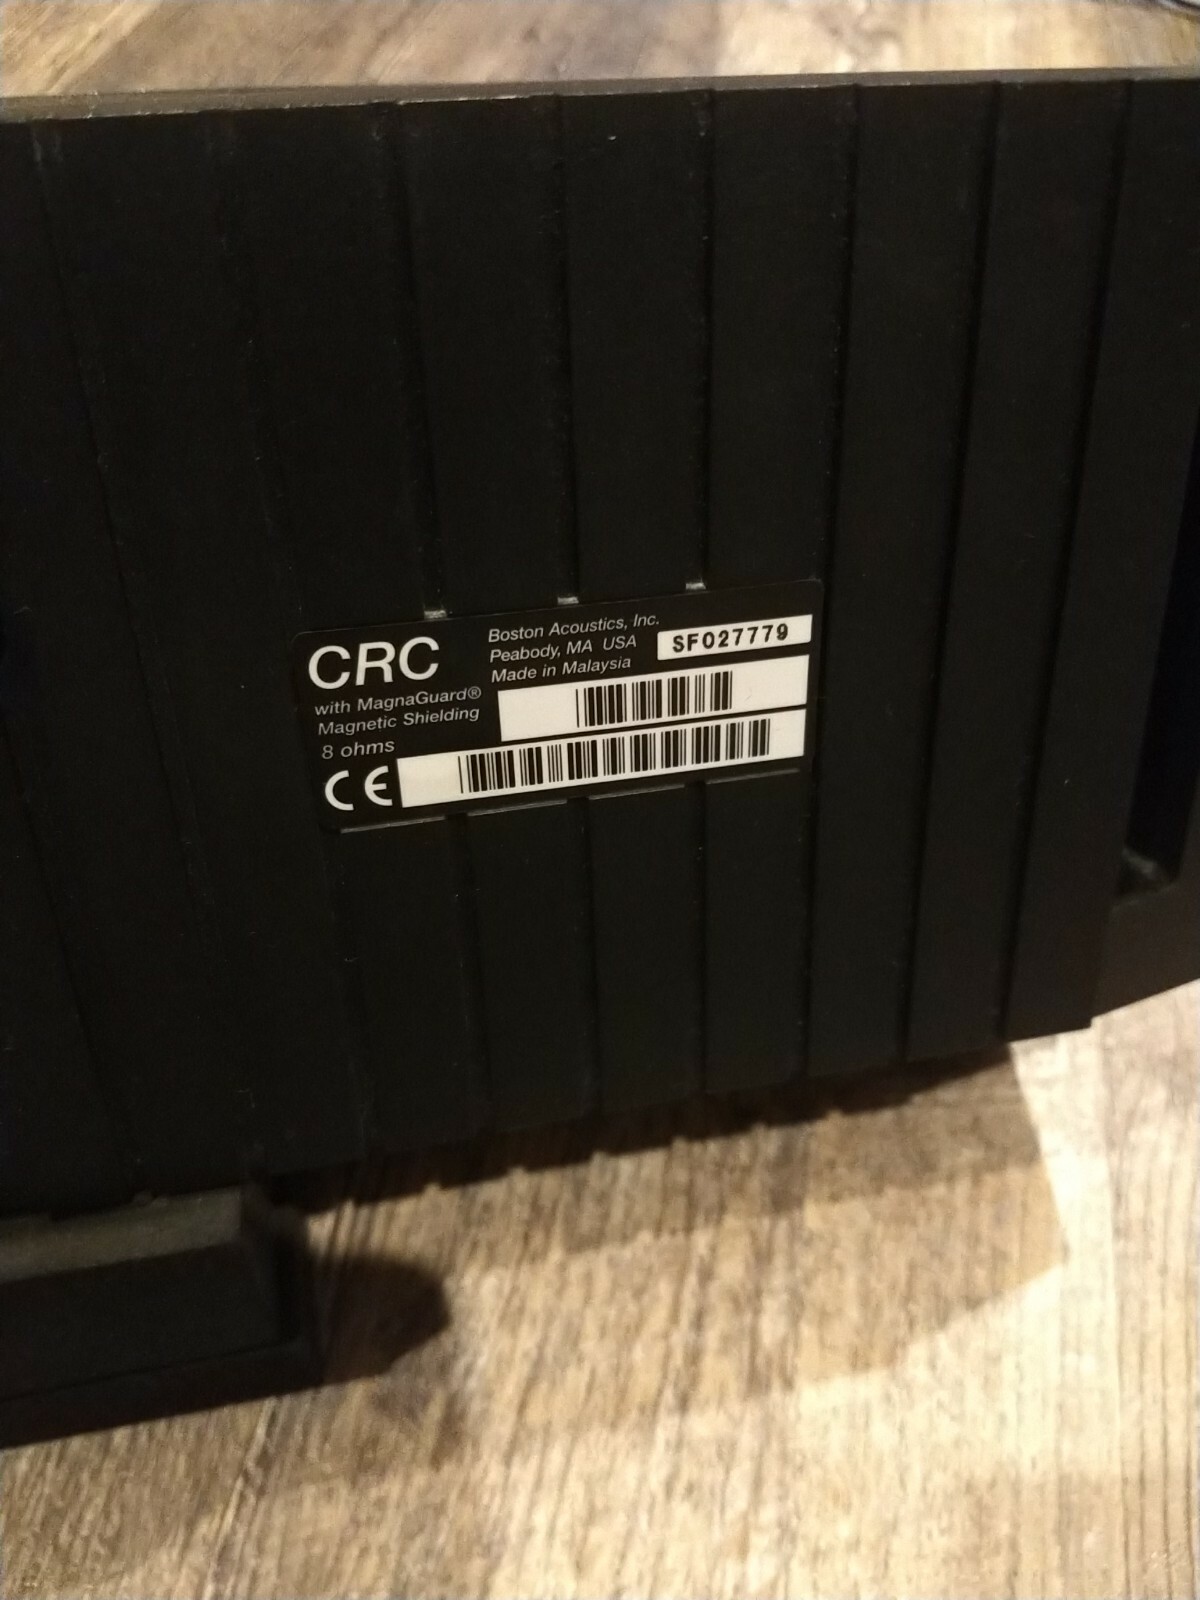 CRC
with MagnaGuard®
Magnetic Shielding
8 ohms
CE
Boston Acoustics, Inc.
Peabody, MA USA
Made in Malaysia
SF027779